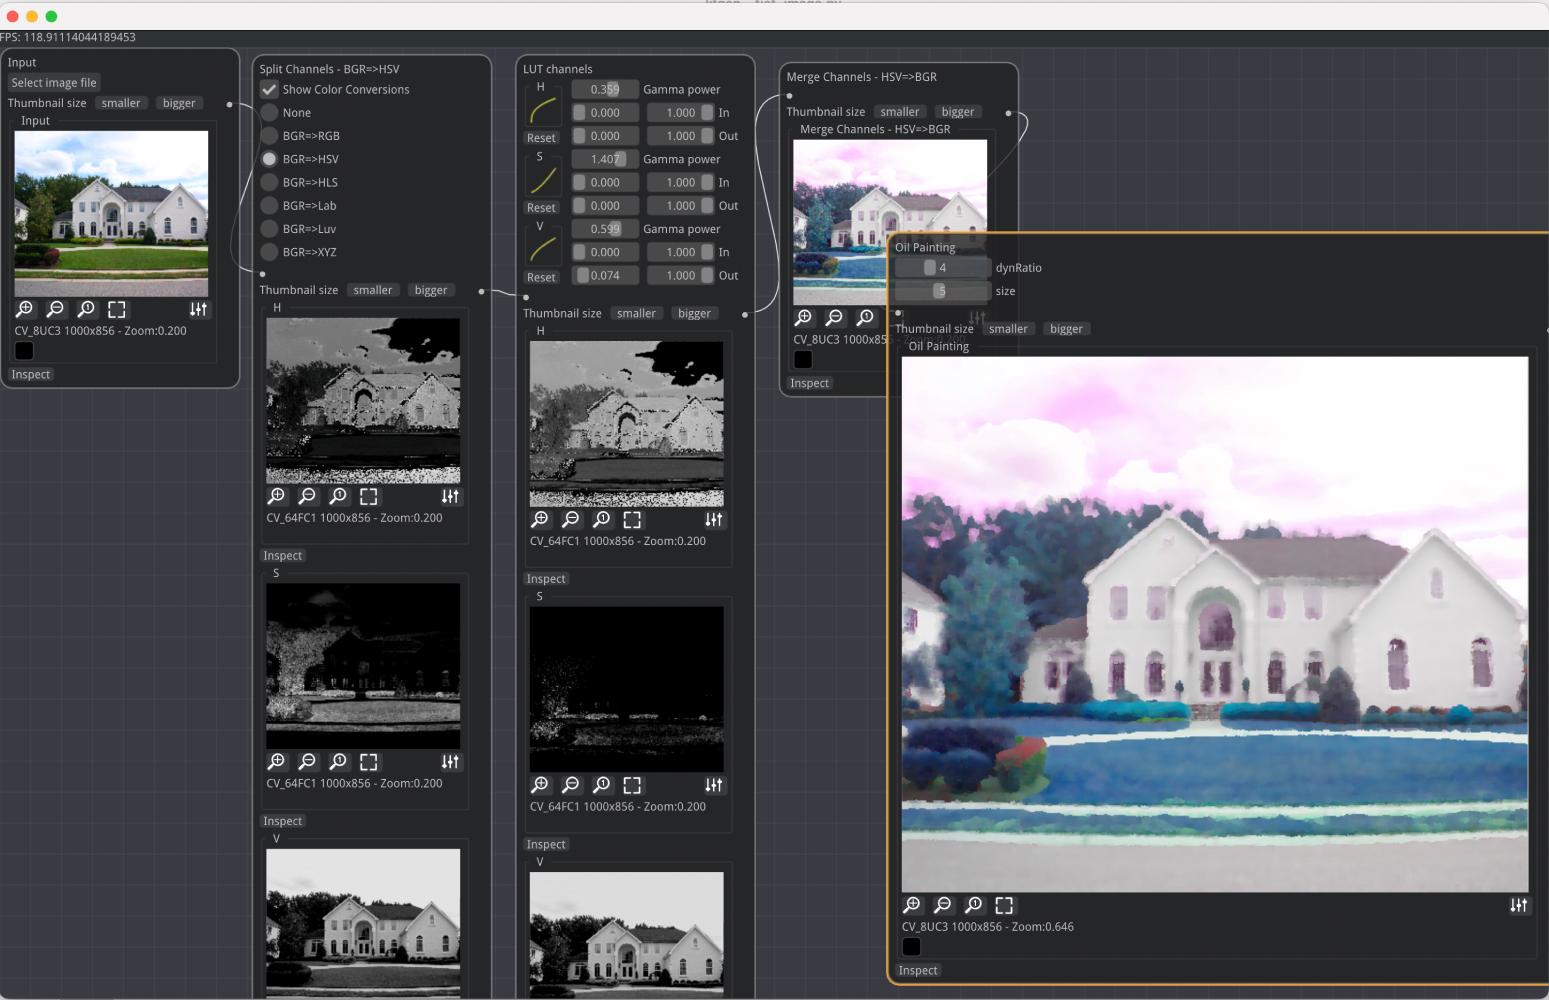 FPS: 118.91114044189453
Input
Select image file
Thumbnail size smaller bigger
Input
CV_8UC3 1000x856 - Zoom:0.200
Inspect
Split Channels - BGR=>HSV
Show Color Conversions
None
BGR=>RGB
BGR=>HSV
BGR=>HLS
BGR=>Lab
BGR=>Luv
BGR=>XYZ
Thumbnail size smaller bigger
H
CV_64FC1 1000x856 - Zoom:0.200
Inspect
S
CV_64FC1 1000x856 - Zoom:0.200
Inspect
V
LUT channels
H 0.359 Gamma power
0.000 1.000 In
Reset 0.000 1.000 Out
S 1.407 Gamma power
0.000 1.000 In
Reset 0.000 1.000 Out
V 0.599 Gamma power
0.000 1.000 In
Reset 0.074 1.000 Out
Thumbnail size smaller bigger
H
CV_64FC1 1000x856 - Zoom:0.200
Inspect
S
CV_64FC1 1000x856 - Zoom:0.200
Inspect
V
Merge Channels - HSV=>BGR
Thumbnail size smaller bigger
Merge Channels - HSV=>BGR
CV_8UC3 1000x856 - Zoom:0.200
Inspect
Oil Painting
4 dynRatio
5 size
Thumbnail size smaller bigger
Oil Painting
CV_8UC3 1000x856 - Zoom:0.646
Inspect